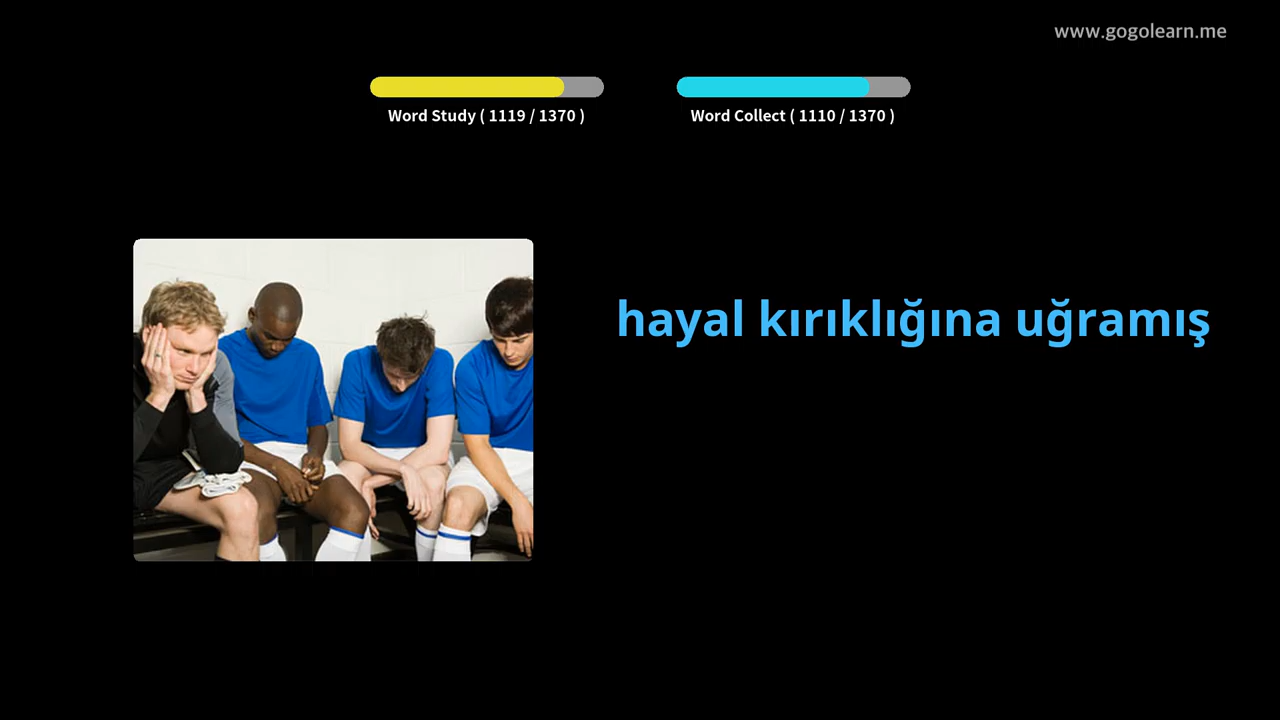 www.gogolearn.me
Word Study ( 1119 / 1370 )
Word Collect ( 1110 / 1370 )
hayal kırıklığına uğramış